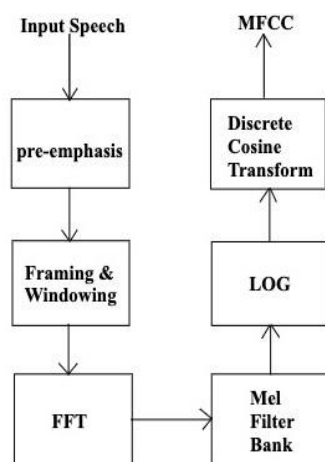 Input Speech
pre-emphasis
Framing &
Windowing
FFT
Mel
Filter
Bank
LOG
Discrete
Cosine
Transform
MFCC